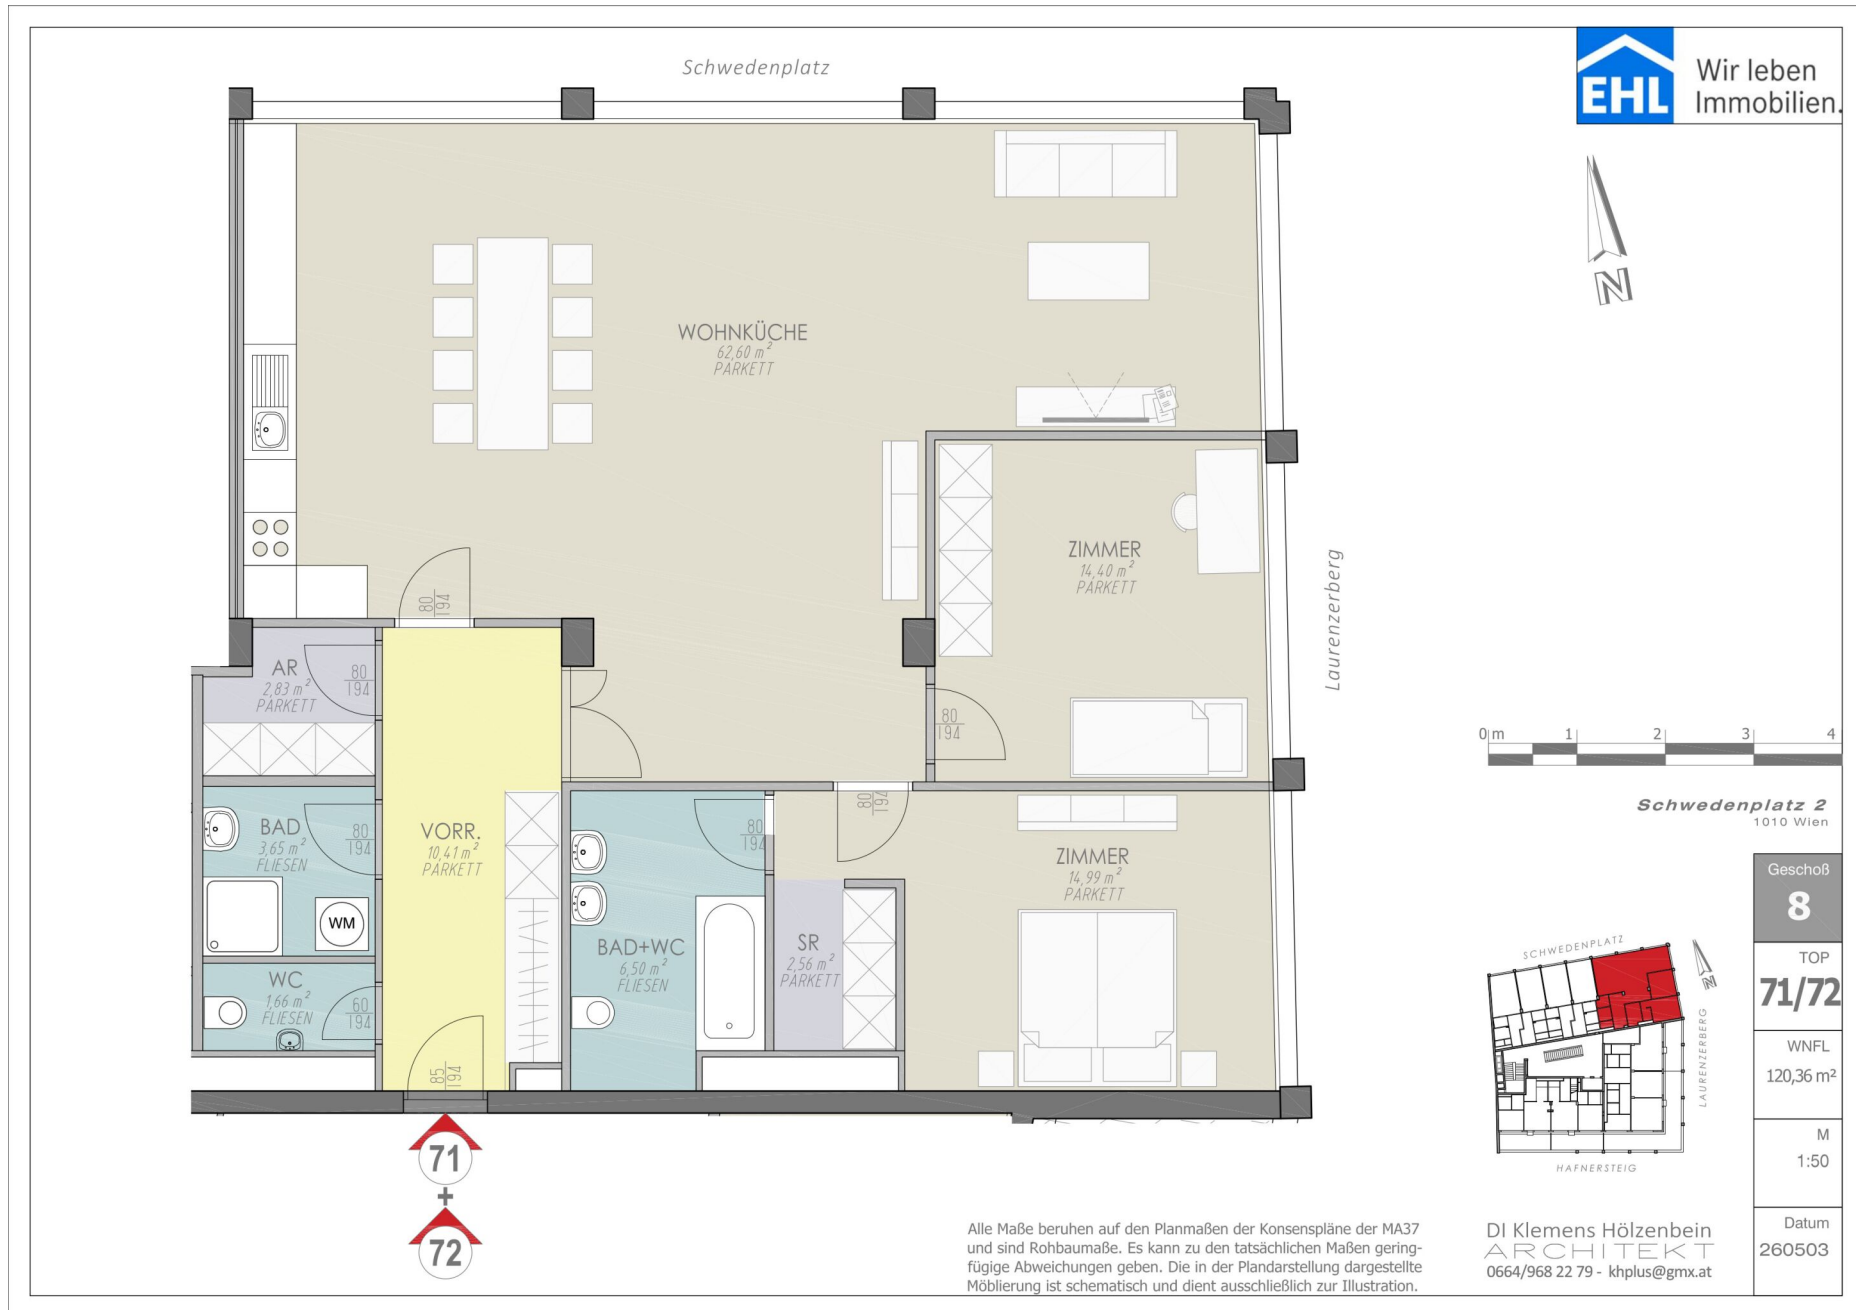 Schwedenplatz
EHL
Wir leben
Immobilien.
N
WOHNKÜCHE
62,60 m²
PARKETT
ZIMMER
14,40 m²
PARKETT
Laurenzerberg
80
194
AR
2,83 m²
PARKETT
80
194
80
194
0 m 1 2 3 4
BAD
3,65 m²
FLIESEN
80
194
VORR.
10,41 m²
PARKETT
80
194
80
194
ZIMMER
14,99 m²
PARKETT
WM
BAD+WC
6,50 m²
FLIESEN
SR
2,56 m²
PARKETT
WC
1,66 m²
FLIESEN
60
194
85
194
71
+
72
Schwedenplatz 2
1010 Wien
Geschoß
8
TOP
71/72
WNFL
120,36 m²
M
1:50
Datum
260503
SCHWEDENPLATZ
N
LAURENZERBERG
HAFNERSTEIG
Alle Maße beruhen auf den Planmaßen der Konsenspläne der MA37
und sind Rohbaumaße. Es kann zu den tatsächlichen Maßen gering-
fügige Abweichungen geben. Die in der Plandarstellung dargestellte
Möblierung ist schematisch und dient ausschließlich zur Illustration.
DI Klemens Hölzenbein
ARCHITEKT
0664/968 22 79 - khplus@gmx.at